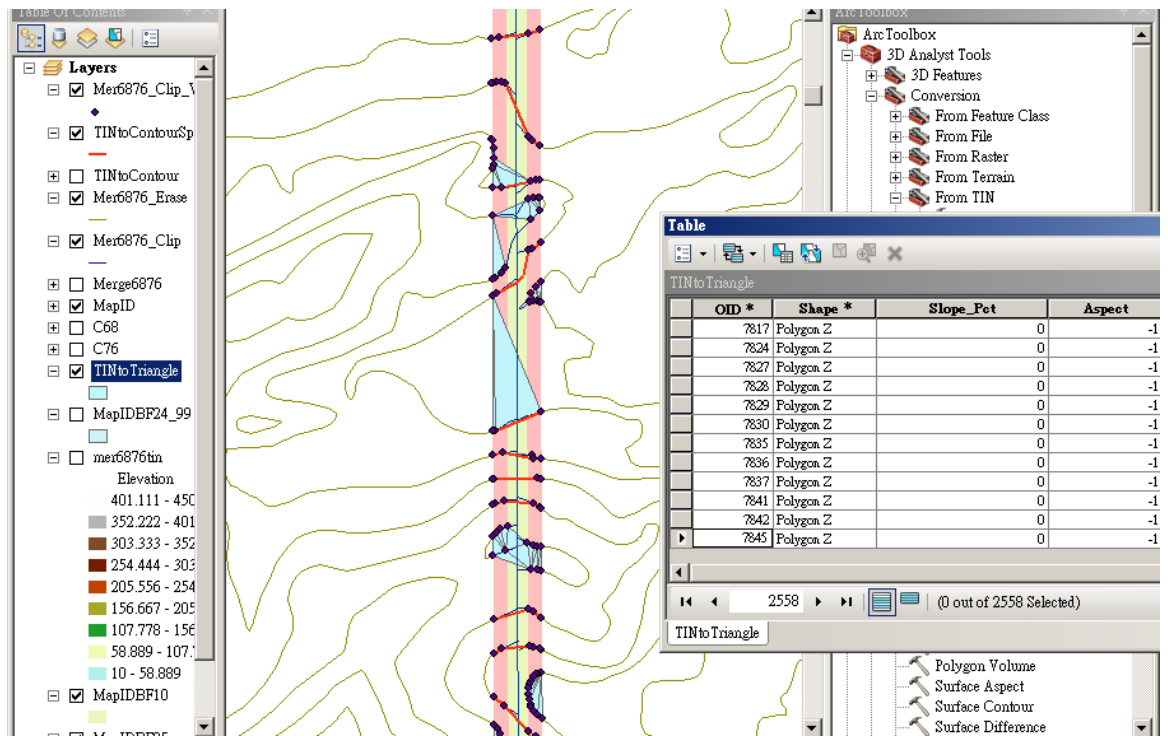 Table Of Contents
Layers
Mer6876_Clip_V
TINtoContourSp
TINtoContour
Mer6876_Erase
Mer6876_Clip
Merge6876
MapID
C68
C76
TINtoTriangle
MapIDBF24_99
mer6876tin
Elevation
401.111 - 450
352.222 - 401
303.333 - 352
254.444 - 303
205.556 - 254
156.667 - 205
107.778 - 156
58.889 - 107.
10 - 58.889
MapIDBF10
ArcToolbox
ArcToolbox
3D Analyst Tools
3D Features
Conversion
From Feature Class
From File
From Raster
From Terrain
From TIN
Table
TINtoTriangle
OID * Shape * Slope_Pct Aspect
7817 Polygon Z 0 -1
7824 Polygon Z 0 -1
7827 Polygon Z 0 -1
7828 Polygon Z 0 -1
7829 Polygon Z 0 -1
7830 Polygon Z 0 -1
7835 Polygon Z 0 -1
7836 Polygon Z 0 -1
7837 Polygon Z 0 -1
7841 Polygon Z 0 -1
7842 Polygon Z 0 -1
7845 Polygon Z 0 -1
2558 (0 out of 2558 Selected)
TINtoTriangle
Polygon Volume
Surface Aspect
Surface Contour
Surface Difference